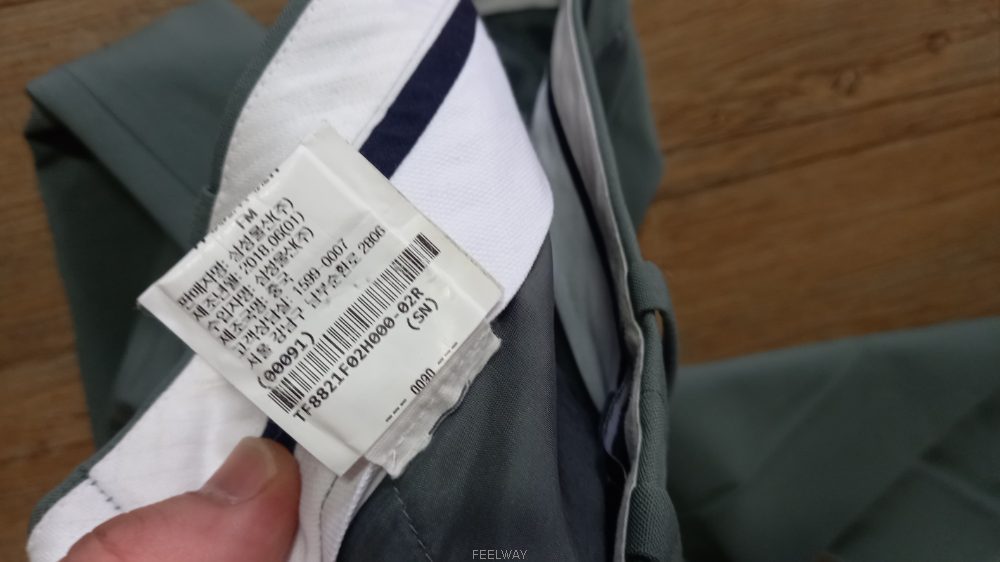 FM
판매자명: 삼성물산(주)
제조년월: 2018.06(01)
수입자명: 삼성물산(주)
제조국명: 중국
고객상담실: 1599-0007
서울 강남구 남부순환로 2806
(00091)
TF8821F02H000-02R
(SN)
--- 0090 ---
FEELWAY